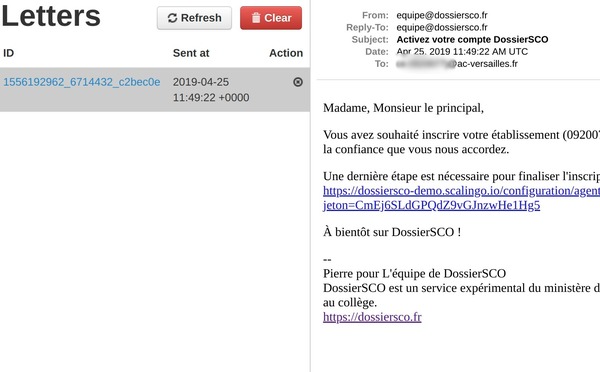 Letters
Refresh
Clear
ID Sent at Action
1556192962_6714432_c2bec0e 2019-04-25
11:49:22 +0000
From: equipe@dossiersco.fr
Reply-To: equipe@dossiersco.fr
Subject: Activez votre compte DossierSCO
Date: Apr 25, 2019 11:49:22 AM UTC
To: @ac-versailles.fr
Madame, Monsieur le principal,
Vous avez souhaité inscrire votre établissement (09200
la confiance que vous nous accordez.
Une dernière étape est nécessaire pour finaliser l'inscrip
https://dossiersco-demo.scalingo.io/configuration/agent
jeton=CmEj6SLdGPQdZ9vGJnzwHe1Hg5
À bientôt sur DossierSCO !
--
Pierre pour L'équipe de DossierSCO
DossierSCO est un service expérimental du ministère d
au collège.
https://dossiersco.fr